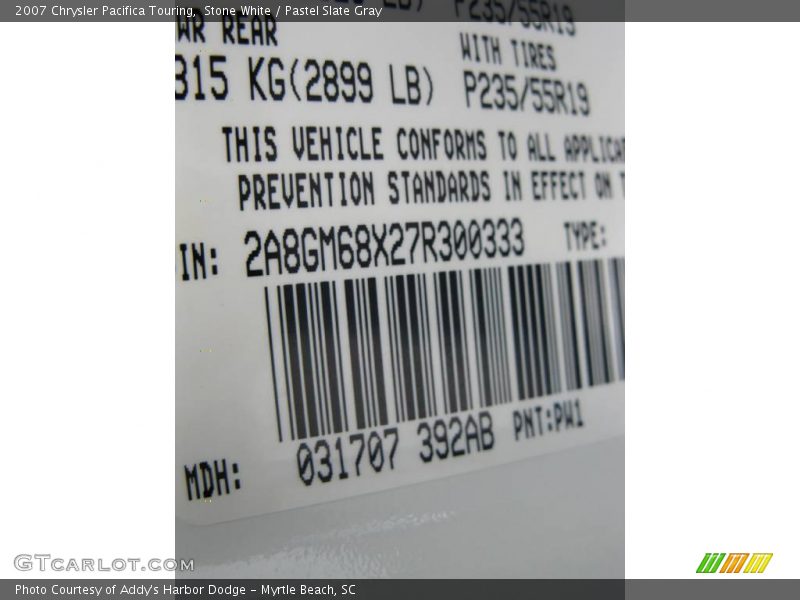 2007 Chrysler Pacifica Touring, Stone White / Pastel Slate Gray
P235/55R19
WR REAR
WITH TIRES
315 KG(2899 LB) P235/55R19
THIS VEHICLE CONFORMS TO ALL APPLICA
PREVENTION STANDARDS IN EFFECT ON T
IN: 2A8GM68X27R300333 TYPE:
MDH: 031707 392AB PNT:PW1
GTcarlot.com
Photo Courtesy of Addy's Harbor Dodge - Myrtle Beach, SC